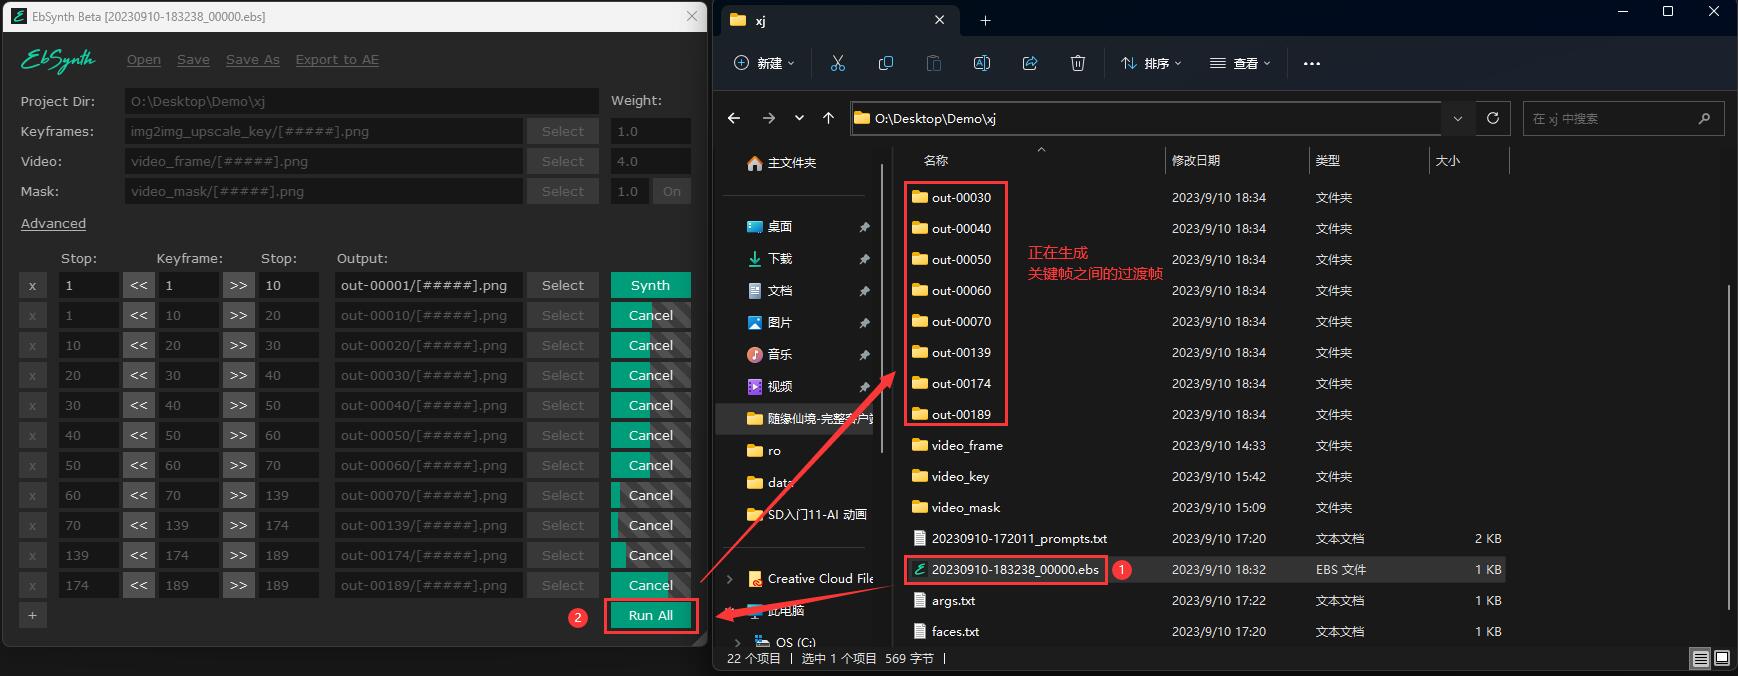 EbSynth Beta [20230910-183238_00000.ebs]
EbSynth
Open Save Save As Export to AE
Project Dir: O:\Desktop\Demo\xj Weight:
Keyframes: img2img_upscale_key/[#####].png Select 1.0
Video: video_frame/[#####].png Select 4.0
Mask: video_mask/[#####].png Select 1.0 On
Advanced
Stop: Keyframe: Stop: Output:
x 1 << 1 >> 10 out-00001/[#####].png Select Synth
x 1 << 10 >> 20 out-00010/[#####].png Select Cancel
x 10 << 20 >> 30 out-00020/[#####].png Select Cancel
x 20 << 30 >> 40 out-00030/[#####].png Select Cancel
x 30 << 40 >> 50 out-00040/[#####].png Select Cancel
x 40 << 50 >> 60 out-00050/[#####].png Select Cancel
x 50 << 60 >> 70 out-00060/[#####].png Select Cancel
x 60 << 70 >> 139 out-00070/[#####].png Select Cancel
x 70 << 139 >> 174 out-00139/[#####].png Select Cancel
x 139 << 174 >> 189 out-00174/[#####].png Select Cancel
x 174 << 189 >> 189 out-00189/[#####].png Select Cancel
+ 2 Run All
xj
新建 排序 查看
O:\Desktop\Demo\xj 在 xj 中搜索
主文件夹
桌面
下载
文档
图片
音乐
视频
随缘仙境-完整客户端
ro
data
SD入门11-AI 动画
Creative Cloud File
此电脑
OS (C:)
名称 修改日期 类型 大小
out-00030 2023/9/10 18:34 文件夹
out-00040 2023/9/10 18:34 文件夹
out-00050 2023/9/10 18:34 文件夹
out-00060 2023/9/10 18:34 文件夹
out-00070 2023/9/10 18:34 文件夹
out-00139 2023/9/10 18:34 文件夹
out-00174 2023/9/10 18:34 文件夹
out-00189 2023/9/10 18:34 文件夹
正在生成
关键帧之间的过渡帧
video_frame 2023/9/10 14:33 文件夹
video_key 2023/9/10 15:42 文件夹
video_mask 2023/9/10 15:09 文件夹
20230910-172011_prompts.txt 2023/9/10 17:20 文本文档 2 KB
20230910-183238_00000.ebs 1 2023/9/10 18:32 EBS 文件 1 KB
args.txt 2023/9/10 17:22 文本文档 1 KB
faces.txt 2023/9/10 17:20 文本文档 1 KB
22 个项目 选中 1 个项目 569 字节